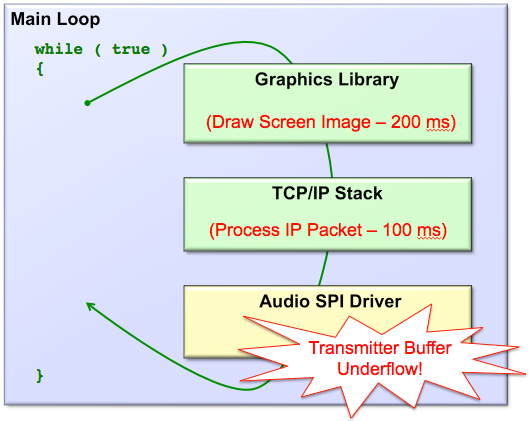 Main Loop
while ( true )
{
Graphics Library
(Draw Screen Image – 200 ms)
TCP/IP Stack
(Process IP Packet – 100 ms)
Audio SPI Driver
Transmitter Buffer
Underflow!
}